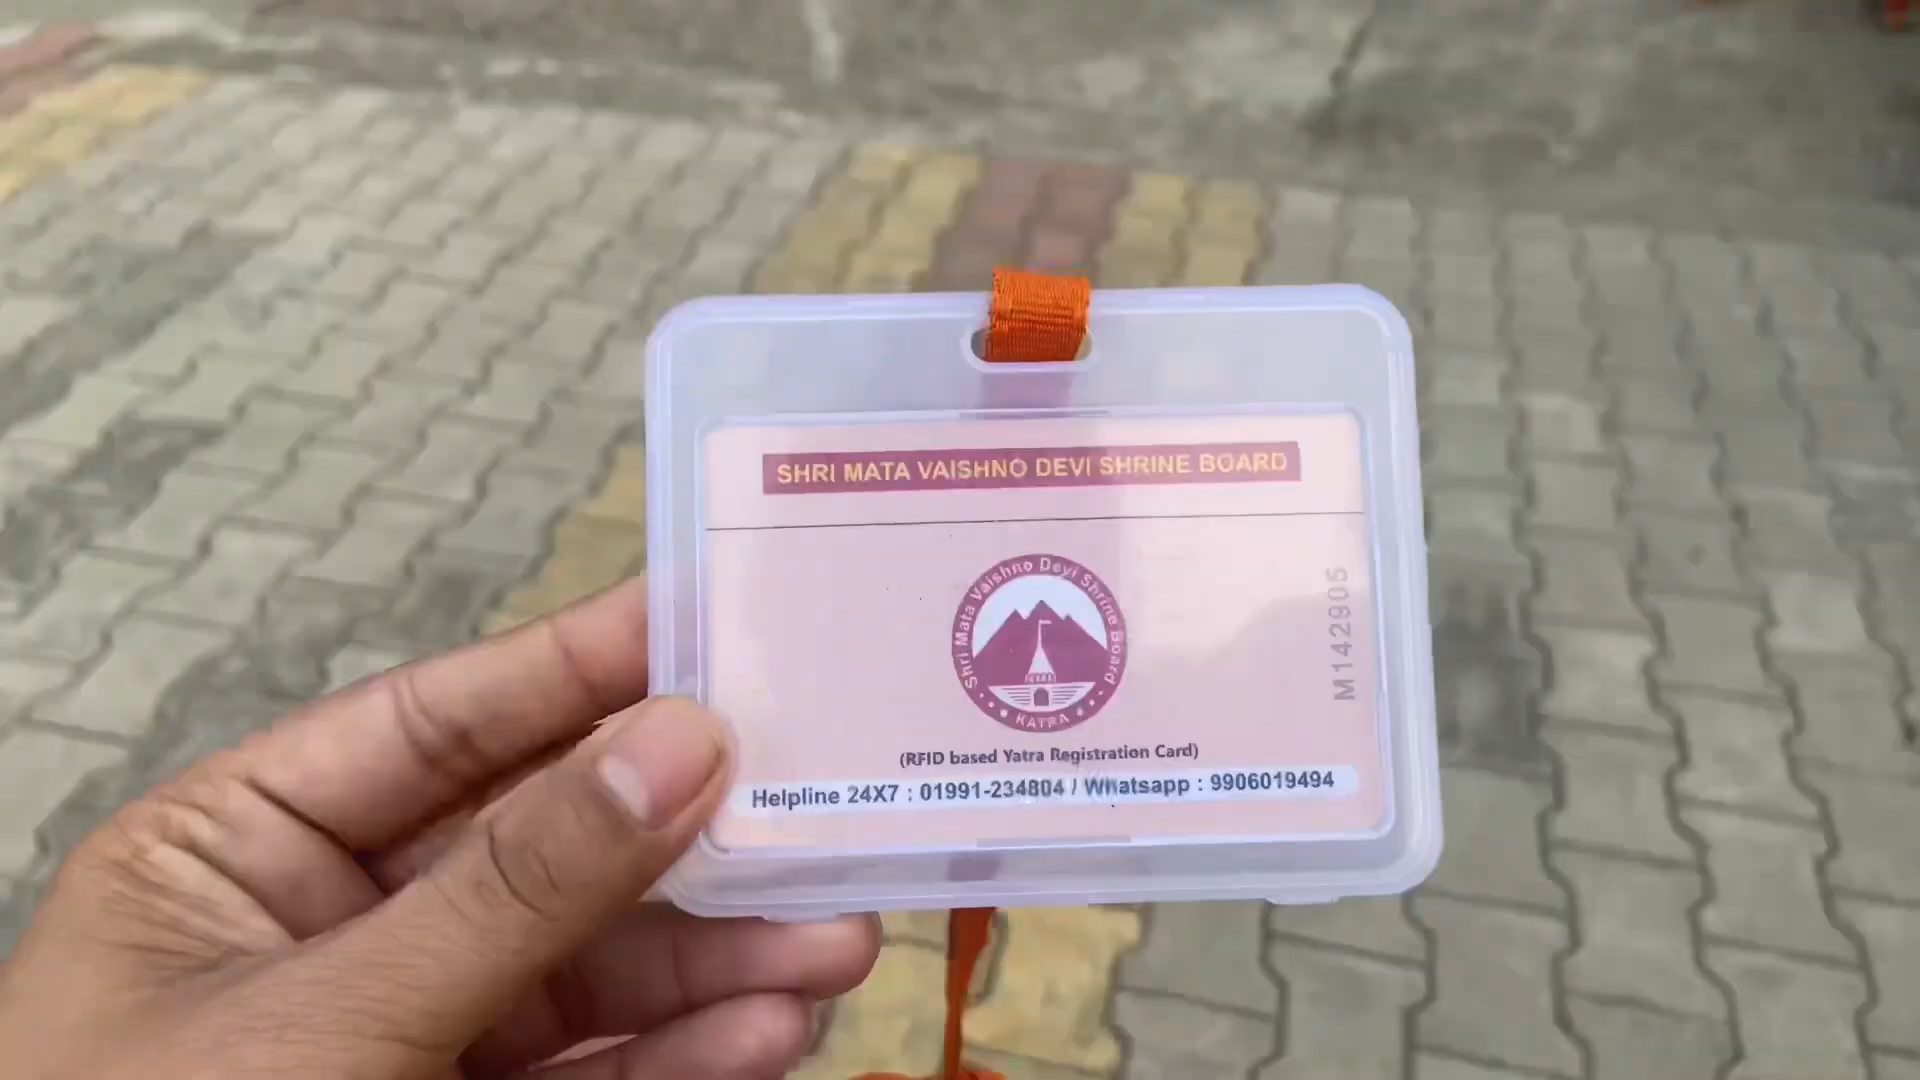 SHRI MATA VAISHNO DEVI SHRINE BOARD
Shri Mata Vaishno Devi Shrine Board
KATRA
M142905
(RFID based Yatra Registration Card)
Helpline 24X7 : 01991-234804 / Whatsapp : 9906019494